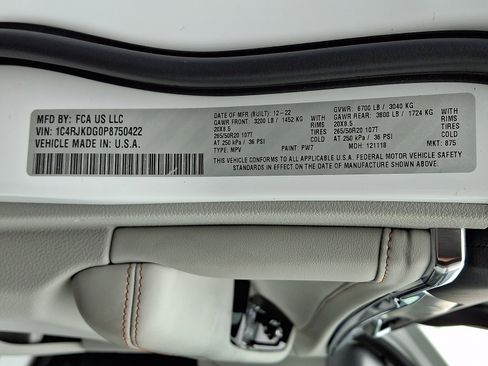 MFD BY: FCA US LLC
VIN: 1C4RJKDG0P8750422
VEHICLE MADE IN: U.S.A.
DATE OF MFR (BUILT): 12-22
GAWR FRONT: 3200 LB / 1452 KG
WITH
20X8.5 RIMS
265/50R20 107T TIRES
AT 250 kPa / 36 PSI COLD
TYPE: MPV PAINT: PW7
GVWR: 6700 LB / 3040 KG
GAWR REAR: 3800 LB / 1724 KG
WITH
20X8.5 RIMS
265/50R20 107T TIRES
AT 250 kPa / 36 PSI COLD
MDH: 121118 MKT: 875
THIS VEHICLE CONFORMS TO ALL APPLICABLE U.S.A. FEDERAL MOTOR VEHICLE SAFETY
STANDARDS IN EFFECT ON THE DATE OF MANUFACTURE SHOWN ABOVE.